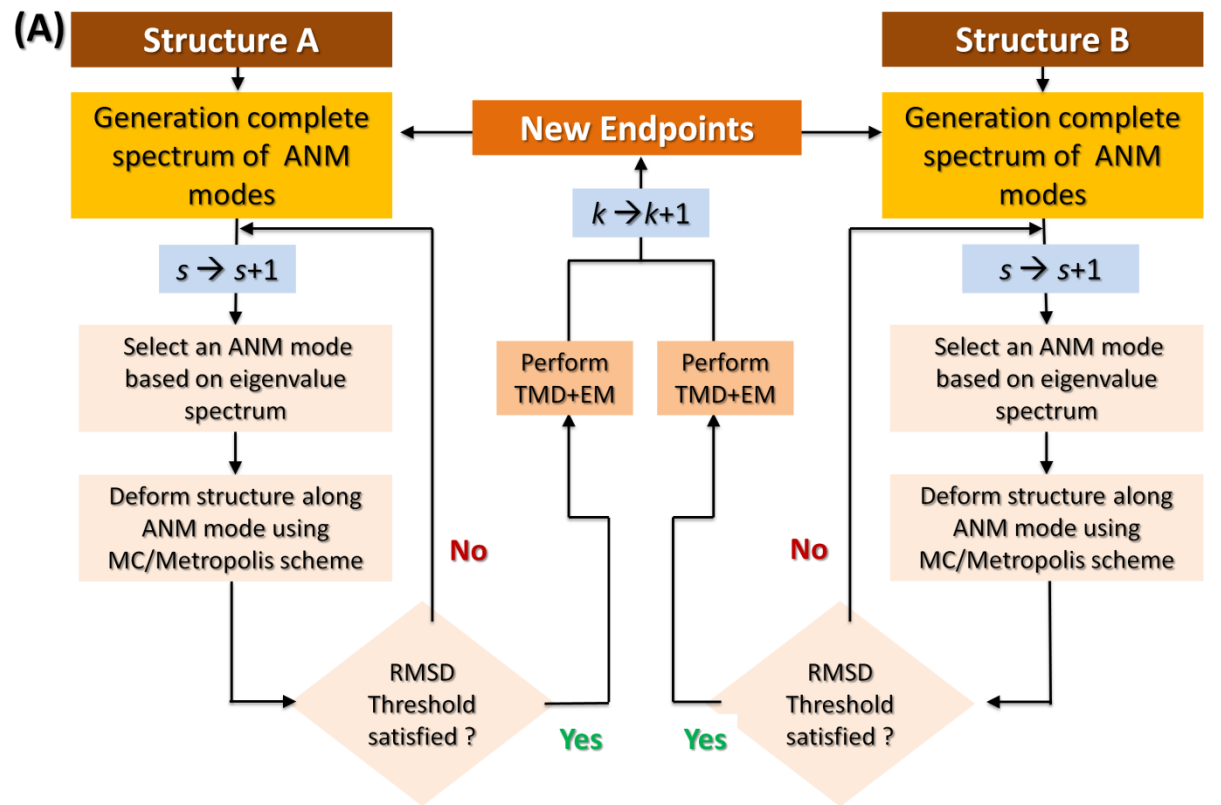 (A)
Structure A
Generation complete
spectrum of ANM
modes
s → s+1
Select an ANM mode
based on eigenvalue
spectrum
Deform structure along
ANM mode using
MC/Metropolis scheme
No
RMSD
Threshold
satisfied ?
Yes
New Endpoints
k → k+1
Perform
TMD+EM
Perform
TMD+EM
Structure B
Generation complete
spectrum of ANM
modes
s → s+1
Select an ANM mode
based on eigenvalue
spectrum
Deform structure along
ANM mode using
MC/Metropolis scheme
No
RMSD
Threshold
satisfied ?
Yes